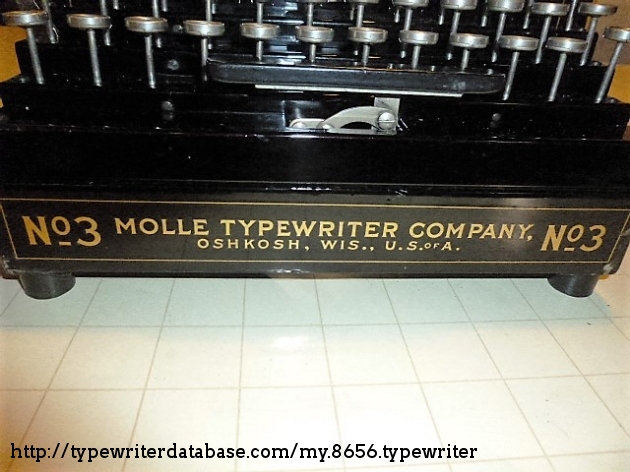 No3 MOLLE TYPEWRITER COMPANY, No3
OSHKOSH, WIS., U.S. OF A.
http://typewriterdatabase.com/my.8656.typewriter